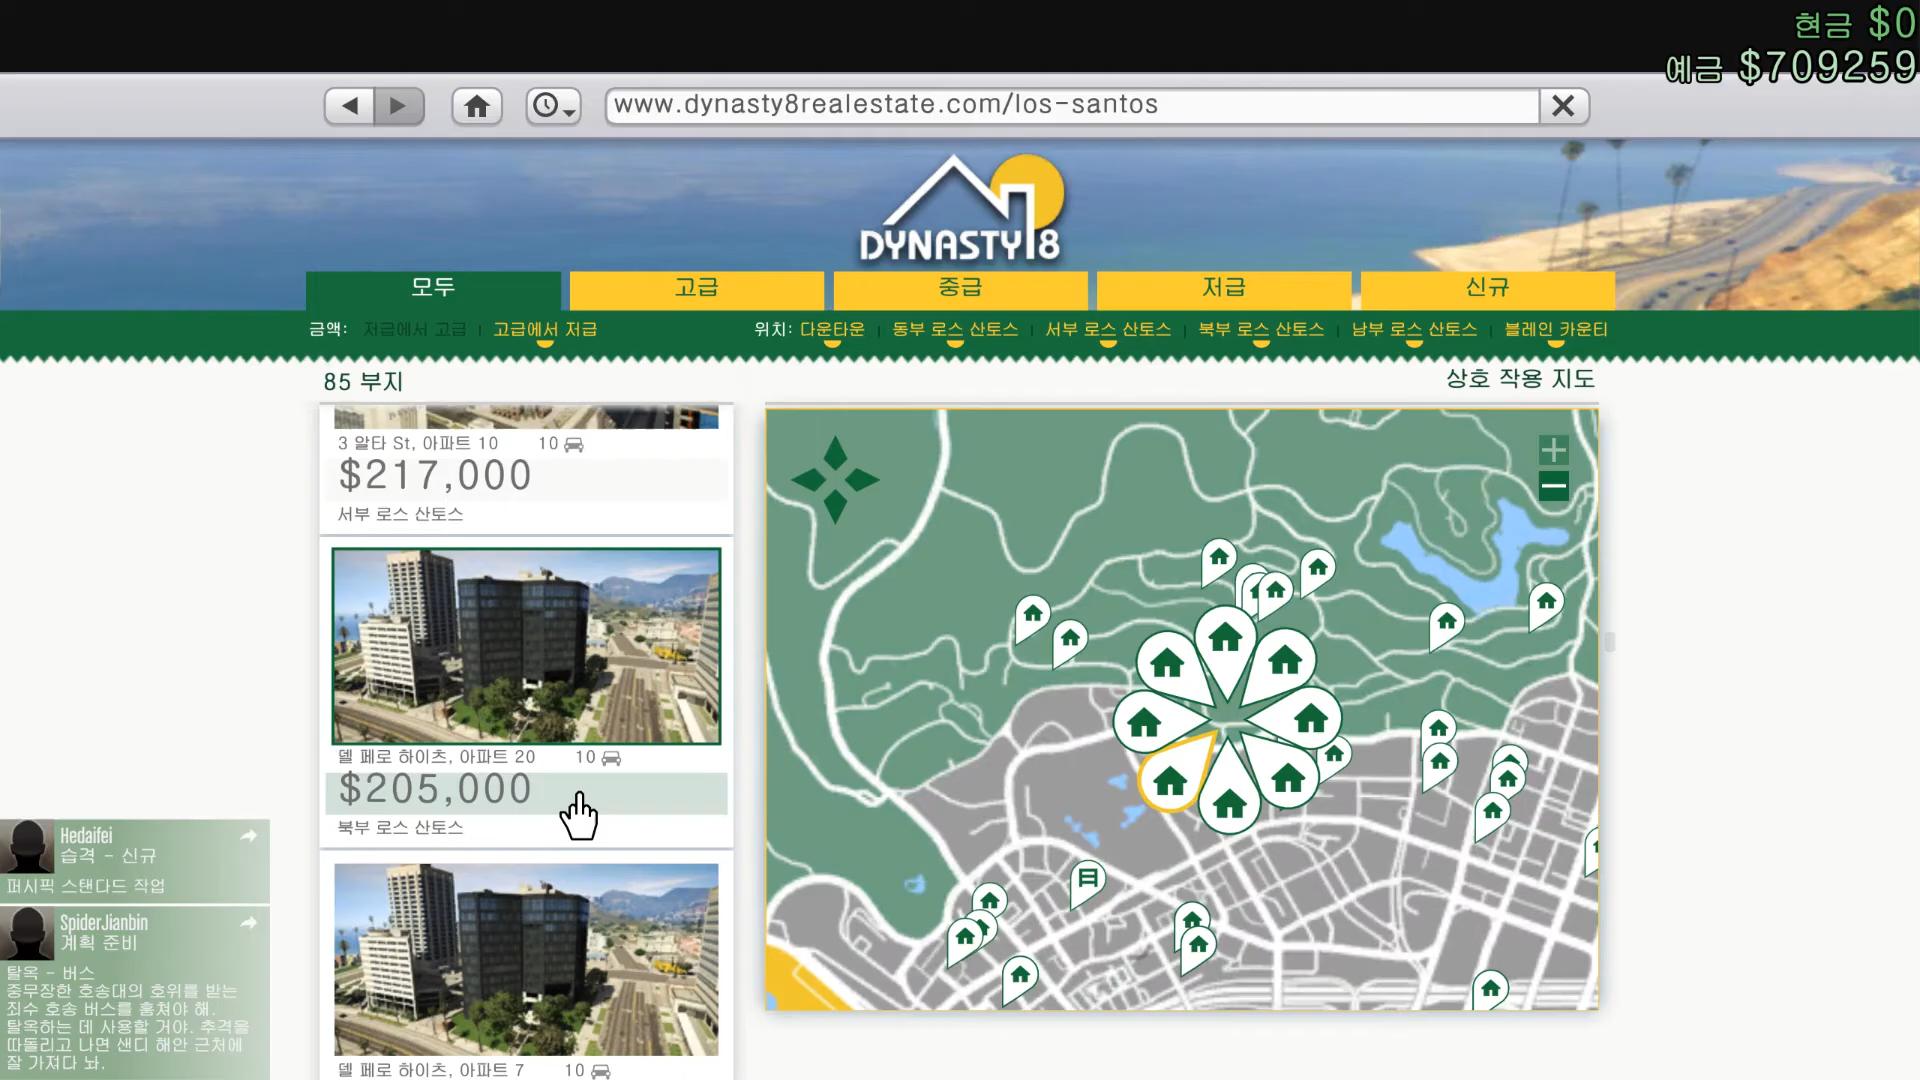 현금 $0
예금 $709259
www.dynasty8realestate.com/los-santos
DYNASTY 8
모두
고급
중급
저급
신규
금액: 저급에서 고급 | 고급에서 저급
위치: 다운타운 | 동부 로스 산토스 | 서부 로스 산토스 | 북부 로스 산토스 | 남부 로스 산토스 | 블레인 카운티
85 부지
상호 작용 지도
3 알타 St, 아파트 10 10
$217,000
서부 로스 산토스
델 페로 하이츠, 아파트 20 10
$205,000
북부 로스 산토스
델 페로 하이츠, 아파트 7 10
Hedaifei
습격 - 신규
퍼시픽 스탠다드 작업
SpiderJianbin
계획 준비
탈옥 - 버스
중무장한 호송대의 호위를 받는
죄수 호송 버스를 훔쳐야 해.
탈옥하는 데 사용할 거야. 추격을
따돌리고 나면 샌디 해안 근처에
잘 가져다 놔.